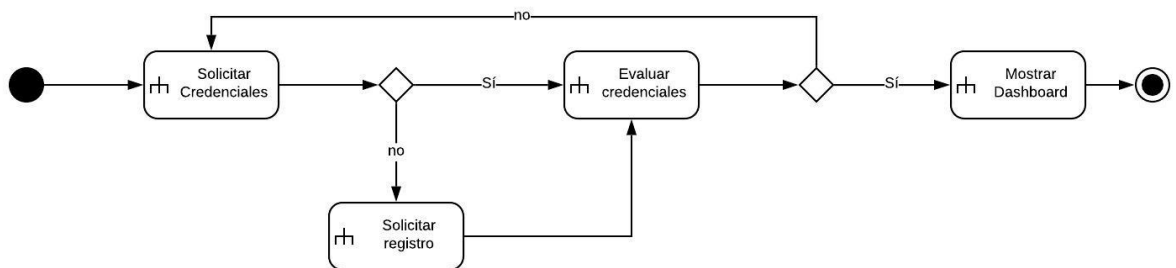 no
Solicitar
Credenciales
Sí
Evaluar
credenciales
Sí
Mostrar
Dashboard
no
Solicitar
registro